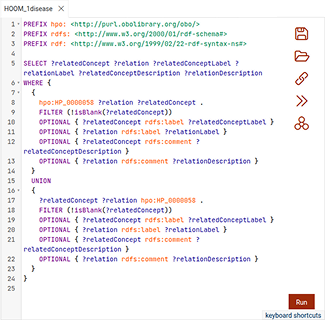 HOOM_1disease ×
1 PREFIX hpo: <http://purl.obolibrary.org/obo/>
2 PREFIX rdfs: <http://www.w3.org/2000/01/rdf-schema#>
3 PREFIX rdf: <http://www.w3.org/1999/02/22-rdf-syntax-ns#>
4
5 SELECT ?relatedConcept ?relation ?relatedConceptLabel ?
relationLabel ?relatedConceptDescription ?relationDescription
6 WHERE {
7 {
8 hpo:HP_0000058 ?relation ?relatedConcept .
9 FILTER (!isBlank(?relatedConcept))
10 OPTIONAL { ?relatedConcept rdfs:label ?relatedConceptLabel }
11 OPTIONAL { ?relation rdfs:label ?relationLabel }
12 OPTIONAL { ?relatedConcept rdfs:comment ?
relatedConceptDescription }
13 OPTIONAL { ?relation rdfs:comment ?relationDescription }
14 }
15 UNION
16 {
17 ?relatedConcept ?relation hpo:HP_0000058 .
18 FILTER (!isBlank(?relatedConcept))
19 OPTIONAL { ?relatedConcept rdfs:label ?relatedConceptLabel }
20 OPTIONAL { ?relation rdfs:label ?relationLabel }
21 OPTIONAL { ?relatedConcept rdfs:comment ?
relatedConceptDescription }
22 OPTIONAL { ?relation rdfs:comment ?relationDescription }
23 }
24 }
25
Run
keyboard shortcuts